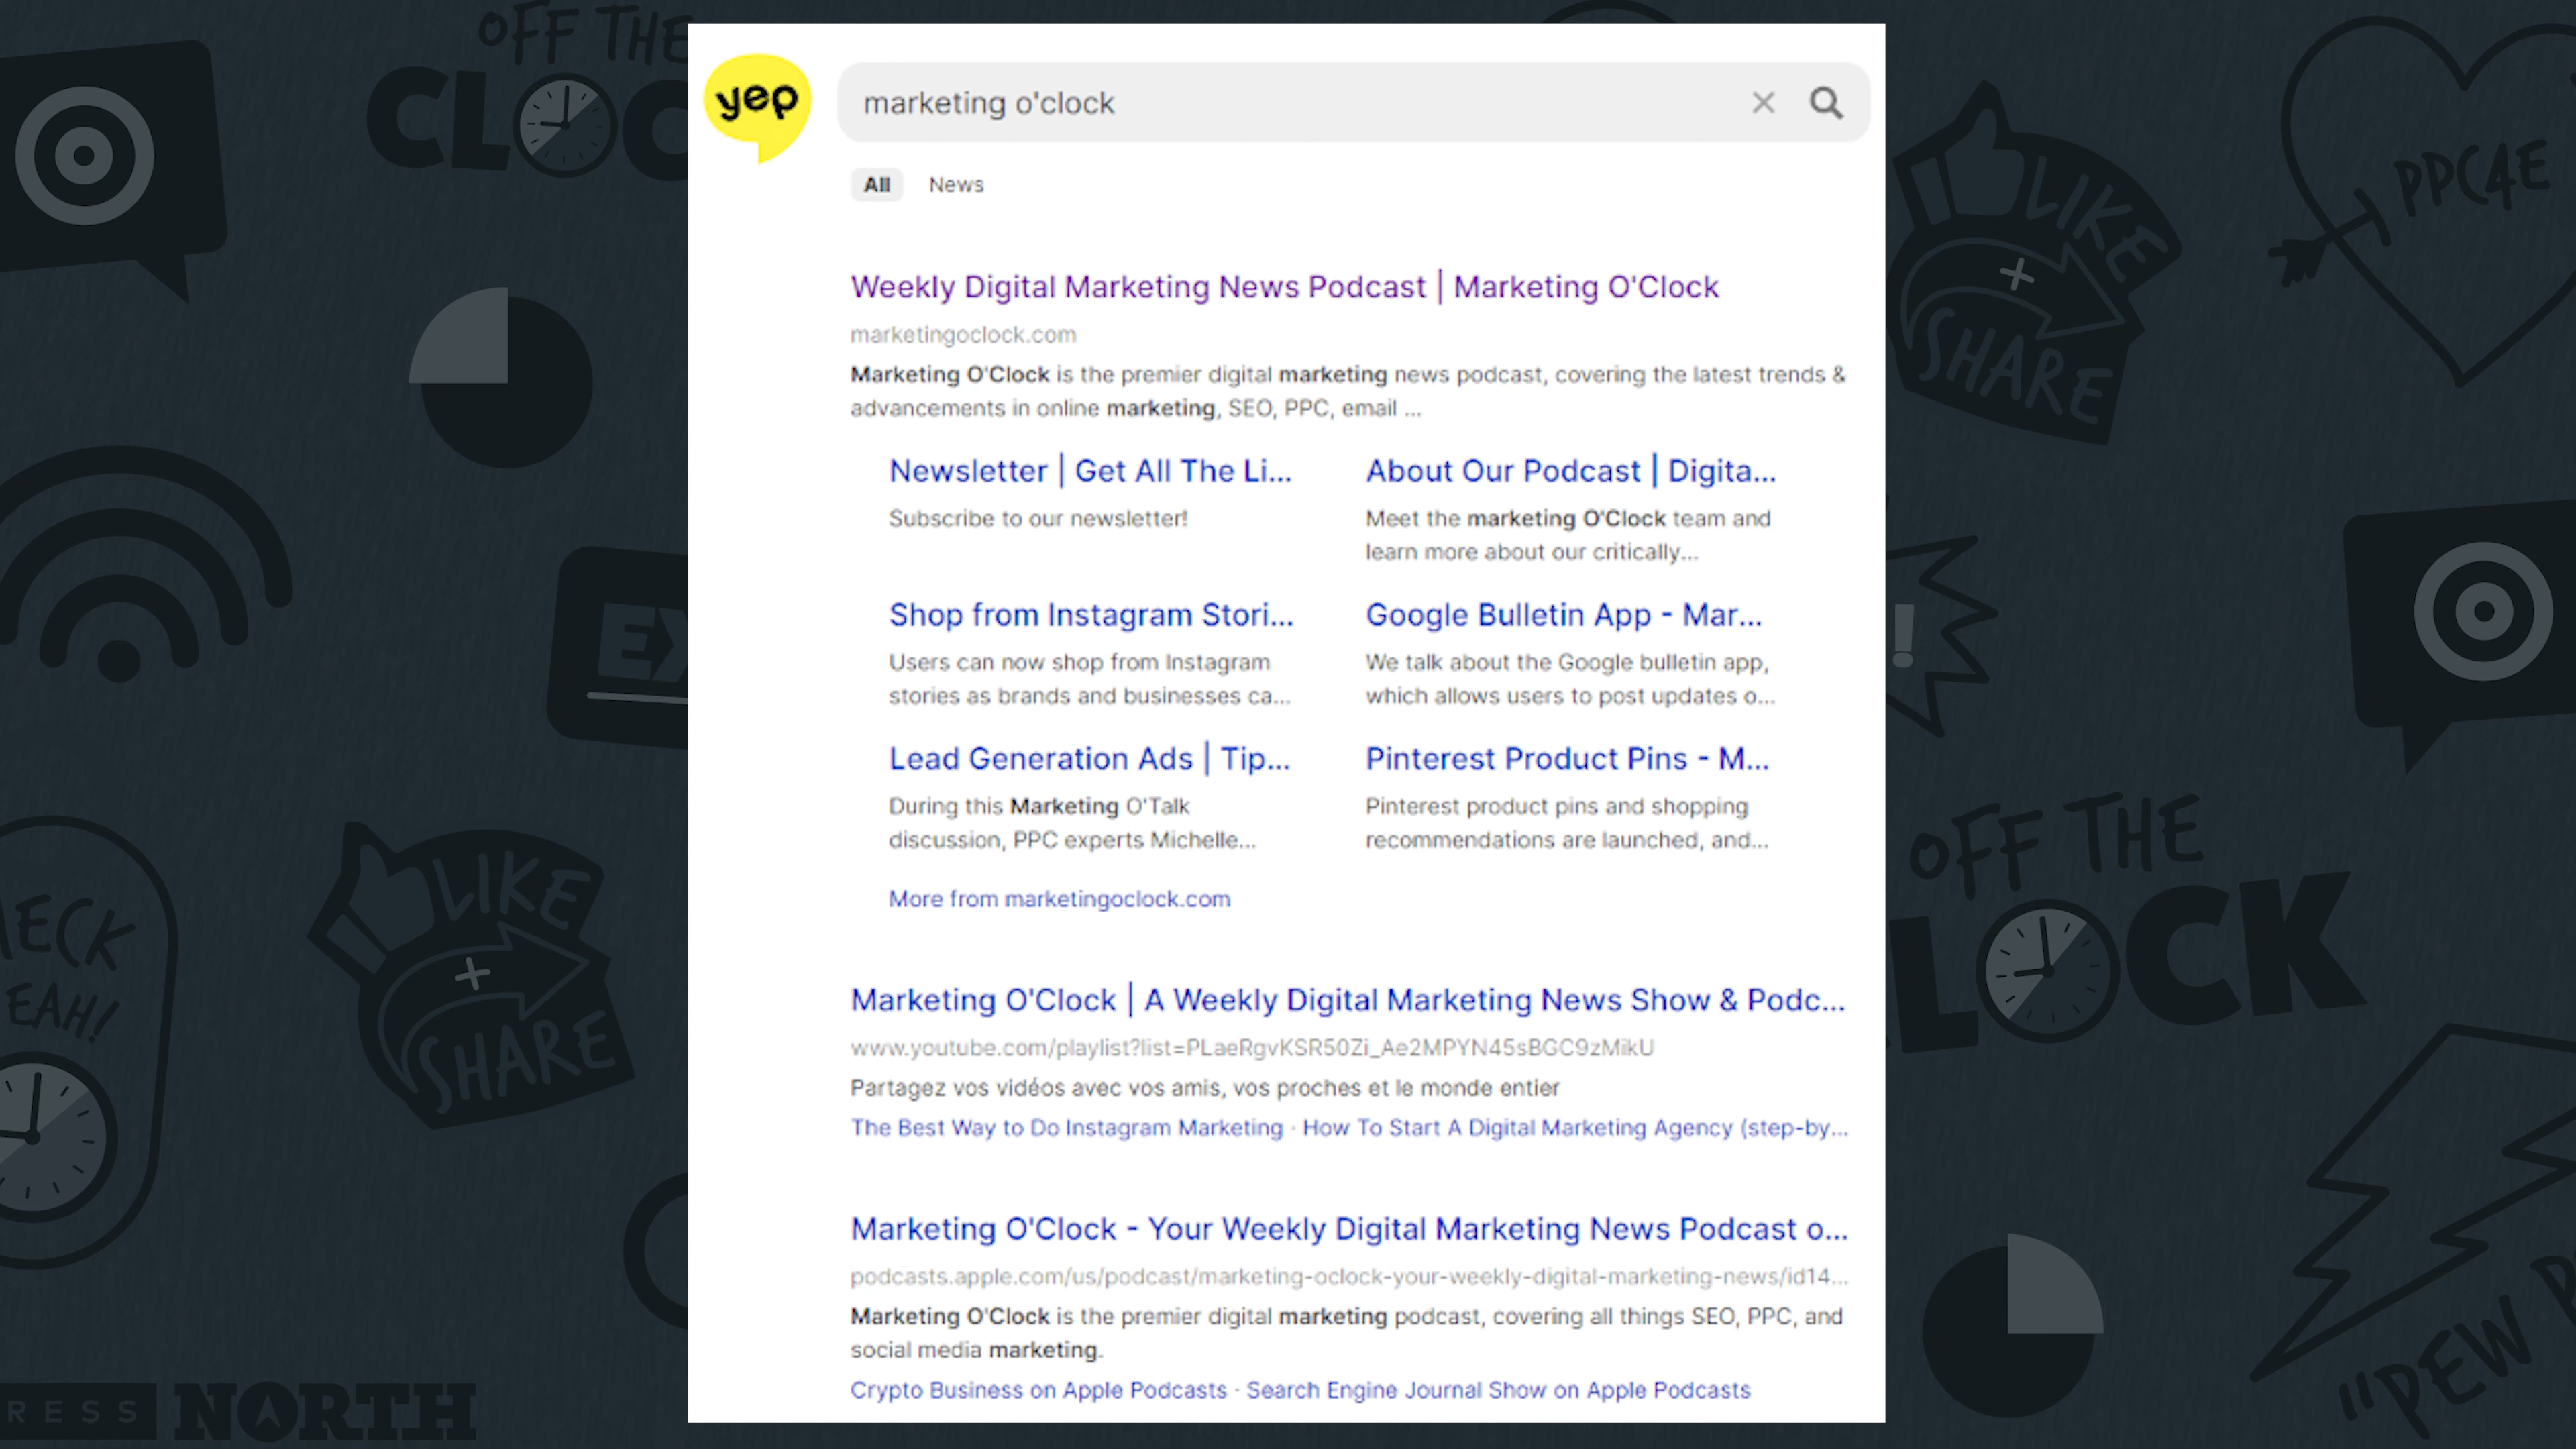 OFF THE
yep
marketing o'clock
All News
PPC4E
LIKE
+
SHARE
Weekly Digital Marketing News Podcast | Marketing O'Clock
marketingoclock.com
Marketing O'Clock is the premier digital marketing news podcast, covering the latest trends &
advancements in online marketing, SEO, PPC, email ...
Newsletter | Get All The Li...
Subscribe to our newsletter!
About Our Podcast | Digita...
Meet the marketing O'Clock team and
learn more about our critically...
Shop from Instagram Stori...
Users can now shop from Instagram
stories as brands and businesses ca...
Google Bulletin App - Mar...
We talk about the Google bulletin app,
which allows users to post updates o...
!
Lead Generation Ads | Tip...
During this Marketing O'Talk
discussion, PPC experts Michelle...
Pinterest Product Pins - M...
Pinterest product pins and shopping
recommendations are launched, and...
More from marketingoclock.com
LIKE
+
SHARE
OFF THE
Marketing O'Clock | A Weekly Digital Marketing News Show & Podc...
www.youtube.com/playlist?list=PLaeRgvKSR50Zi_Ae2MPYN45sBGC9zMikU
Partagez vos vidéos avec vos amis, vos proches et le monde entier
The Best Way to Do Instagram Marketing · How To Start A Digital Marketing Agency (step-by...
Marketing O'Clock - Your Weekly Digital Marketing News Podcast o...
podcasts.apple.com/us/podcast/marketing-oclock-your-weekly-digital-marketing-news/id14...
Marketing O'Clock is the premier digital marketing podcast, covering all things SEO, PPC, and
social media marketing.
Crypto Business on Apple Podcasts · Search Engine Journal Show on Apple Podcasts
NORTH
"PEW